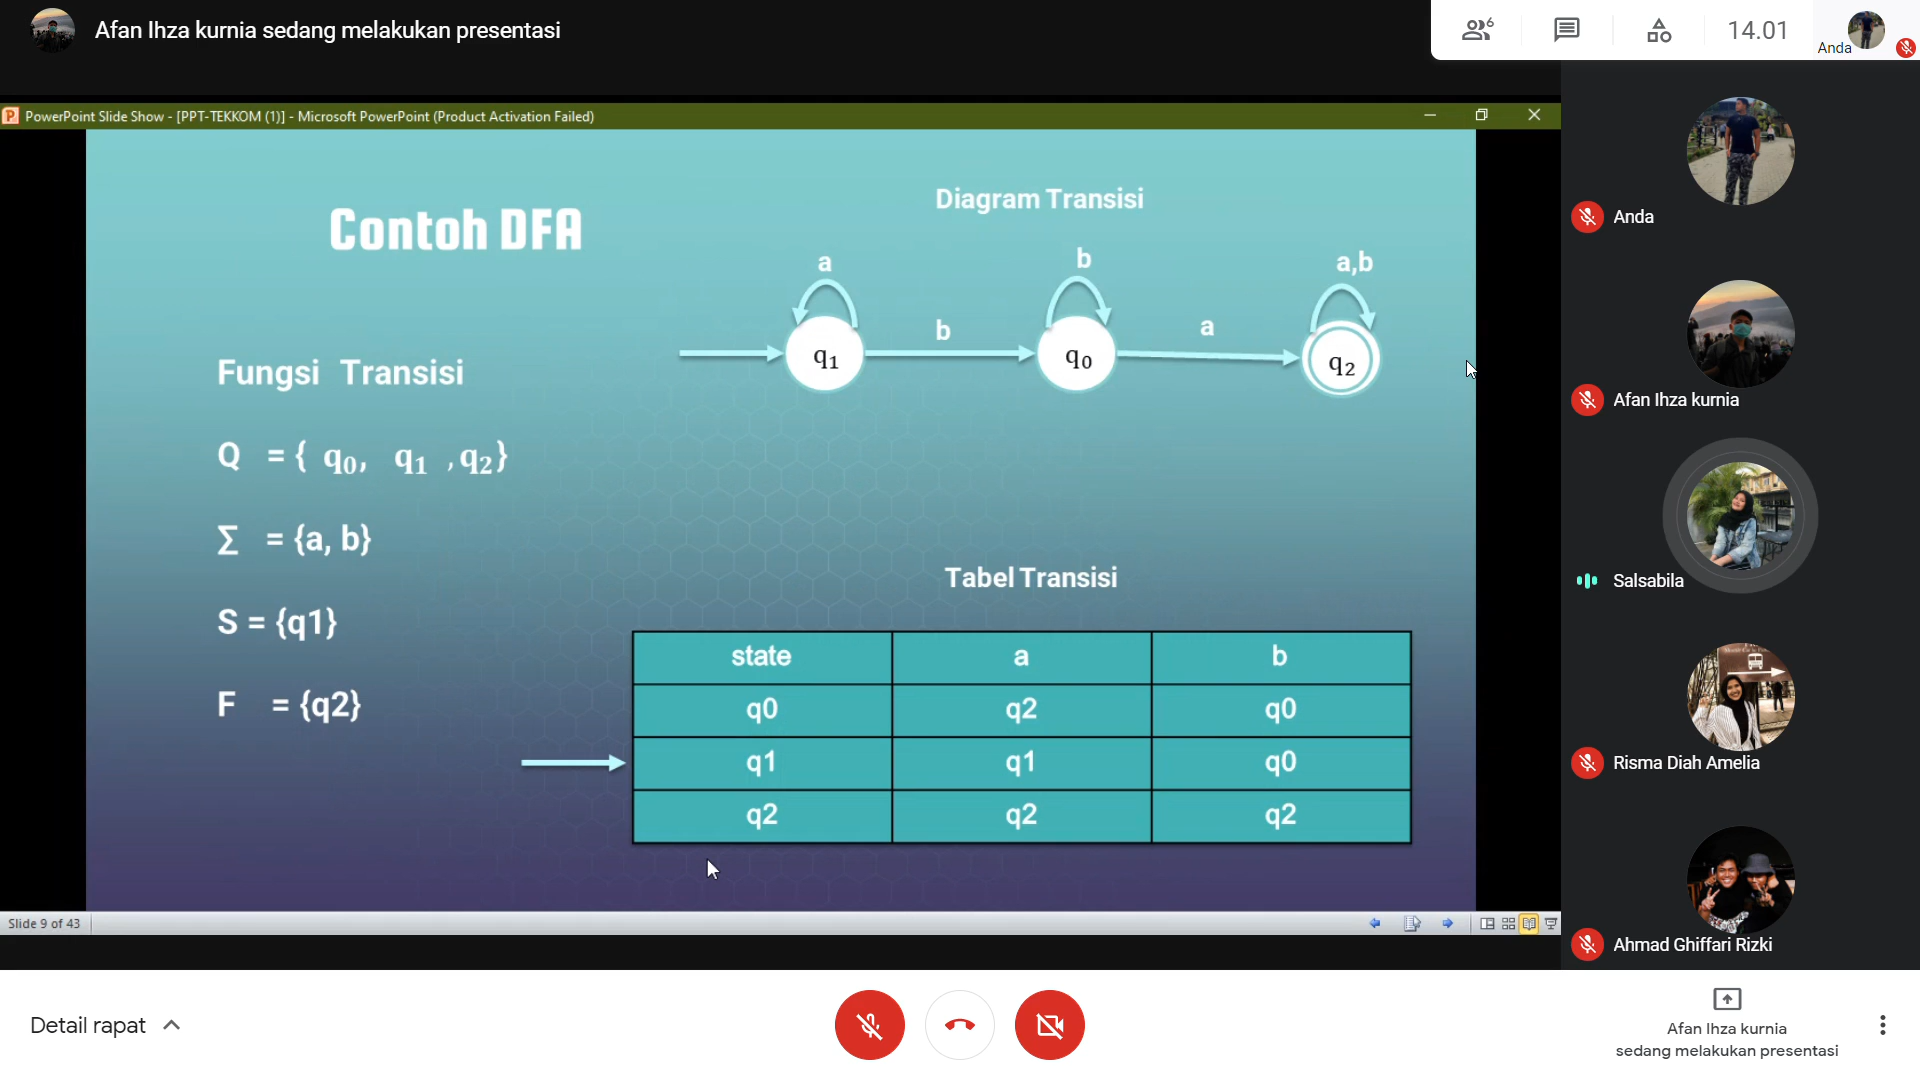 Afan Ihza kurnia sedang melakukan presentasi
6
14.01
Anda
PowerPoint Slide Show - [PPT-TEKKOM (1)] - Microsoft PowerPoint (Product Activation Failed)
Contoh DFA
Diagram Transisi
a
b
a,b
b
a
q1
q0
q2
Fungsi Transisi
Q = { q0, q1 ,q2}
∑ = {a, b}
S = {q1}
F = {q2}
Tabel Transisi
state a b
q0 q2 q0
q1 q1 q0
q2 q2 q2
Slide 9 of 43
Anda
Afan Ihza kurnia
Salsabila
Risma Diah Amelia
Ahmad Ghiffari Rizki
Detail rapat
Afan Ihza kurnia
sedang melakukan presentasi